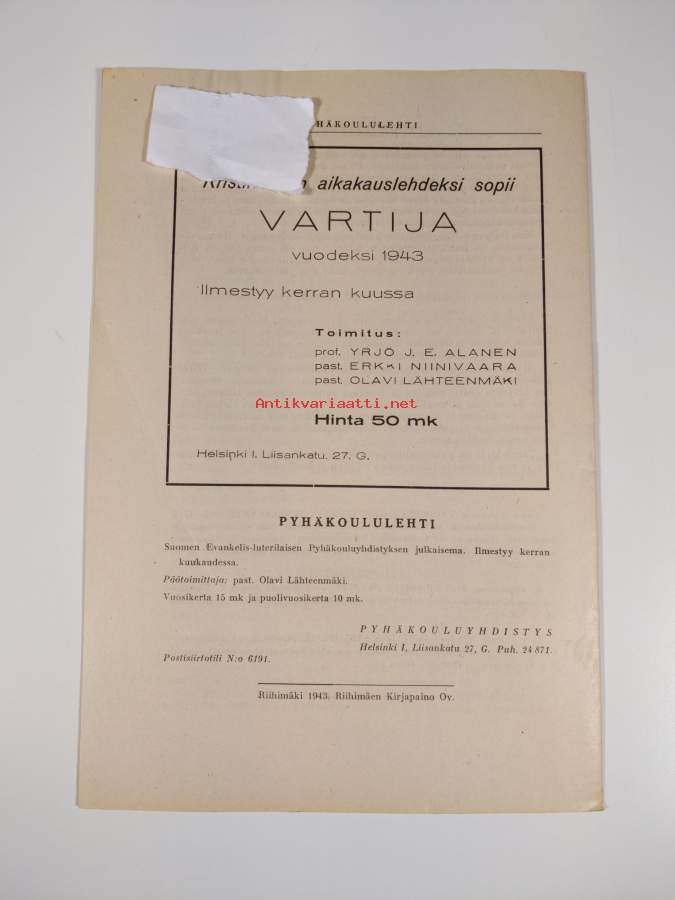 HÄKOULULEHTI
aikakauslehdeksi sopii
VARTIJA
vuodeksi 1943
Ilmestyy kerran kuussa
Toimitus:
prof. YRJÖ J. E. ALANEN
past. ERKKI NIINIVAARA
past. OLAVI LÄHTEENMÄKI
Antikvariaatti.net
Hinta 50 mk
Helsinki I. Liisankatu. 27. G.
PYHÄKOULULEHTI
Suomen Evankelis-luterilaisen Pyhäkouluyhdistyksen julkaisema. Ilmestyy kerran
kuukaudessa.
Päätoimittaja: past. Olavi Lähteenmäki.
Vuosikerta 15 mk ja puolivuosikerta 10 mk.
PYHÄKOULUYHDISTYS
Helsinki I, Liisankatu 27, G. Puh. 24 871.
Postisiirtotili N:o 6191.
Riihimäki 1943. Riihimäen Kirjapaino Oy.